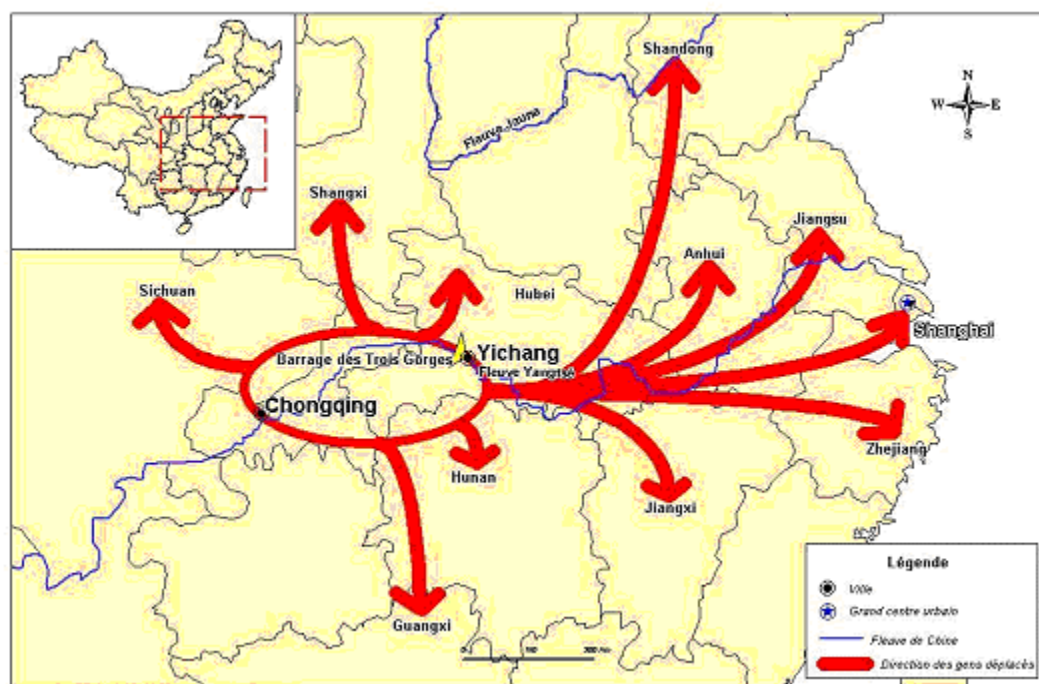 Shandong
N
W E
S
Fleuve Jaune
Shangxi
Jiangsu
Anhui
Sichuan
Hubei
Shanghai
Barrage des Trois Gorges
Yichang
Fleuve Yangtsé
Chongqing
Zhejiang
Hunan
Jiangxi
Guangxi
Légende
Ville
Grand centre urbain
Fleuve de Chine
Direction des gens déplacés